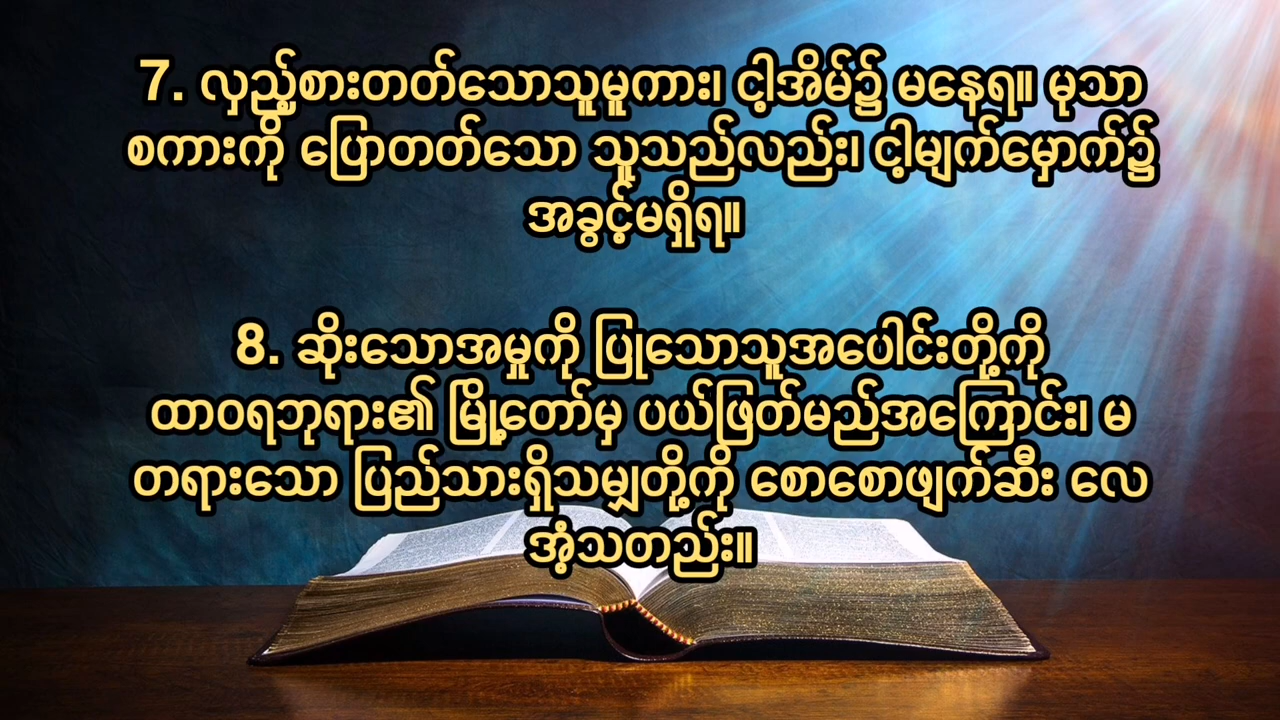 7. လှည့်စားတတ်သောသူမူကား၊ ငါ့အိမ်၌ မနေရ။ မုသာ
စကားကို ပြောတတ်သော သူသည်လည်း၊ ငါ့မျက်မှောက်၌
အခွင့်မရှိရ။
8. ဆိုးသောအမှုကို ပြုသောသူအပေါင်းတို့ကို
ထာဝရဘုရား၏ မြို့တော်မှ ပယ်ဖြတ်မည်အကြောင်း၊ မ
တရားသော ပြည်သားရှိသမျှတို့ကို စောစောဖျက်ဆီး လေ
အံ့သတည်း။